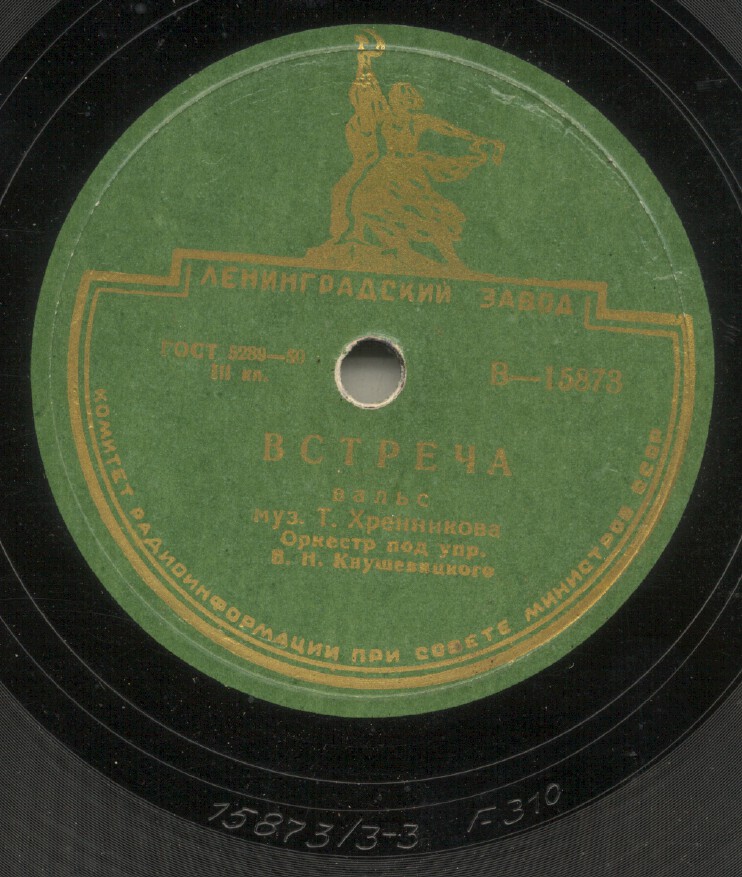 ЛЕНИНГРАДСКИЙ ЗАВОД
ГОСТ 5289—50
III кл.
В—15873
ВСТРЕЧА
вальс
муз. Т. Хренникова
Оркестр под упр.
В. Н. Кнушевицкого
КОМИТЕТ РАДИОИНФОРМАЦИИ ПРИ СОВЕТЕ МИНИСТРОВ СССР
15873/3-3 F310